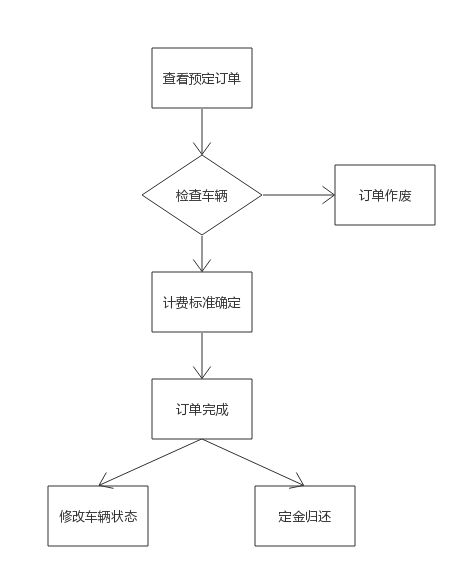 查看预定订单
检查车辆
订单作废
计费标准确定
订单完成
修改车辆状态
定金归还